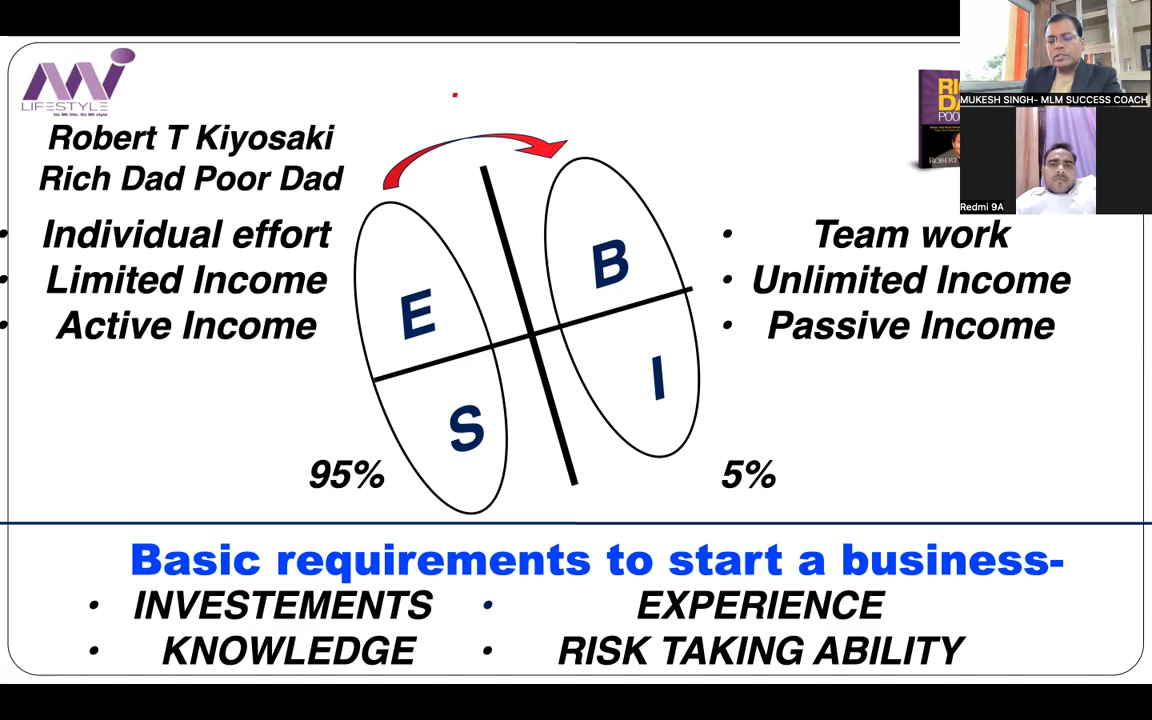 LIFESTYLE
Robert T Kiyosaki
Rich Dad Poor Dad
MUKESH SINGH- MLM SUCCESS COACH
Redmi 9A
• Individual effort
• Limited Income
• Active Income
E
B
S
I
• Team work
• Unlimited Income
• Passive Income
95%
5%
Basic requirements to start a business-
• INVESTEMENTS • EXPERIENCE
• KNOWLEDGE • RISK TAKING ABILITY